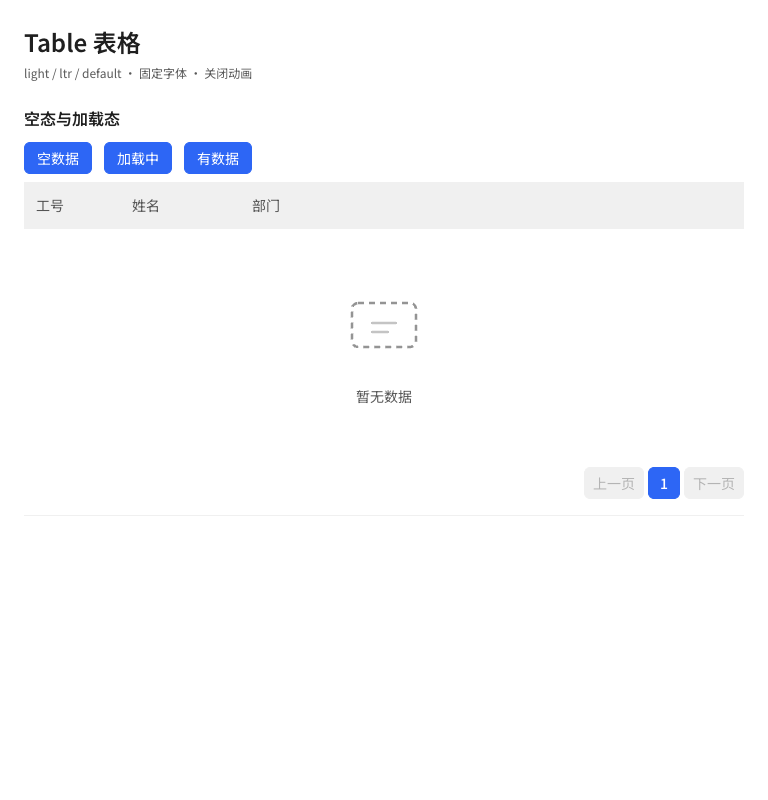 Table 表格
light / ltr / default · 固定字体 · 关闭动画
空态与加载态
空数据 加载中 有数据
工号 姓名 部门
暂无数据
上一页 1 下一页